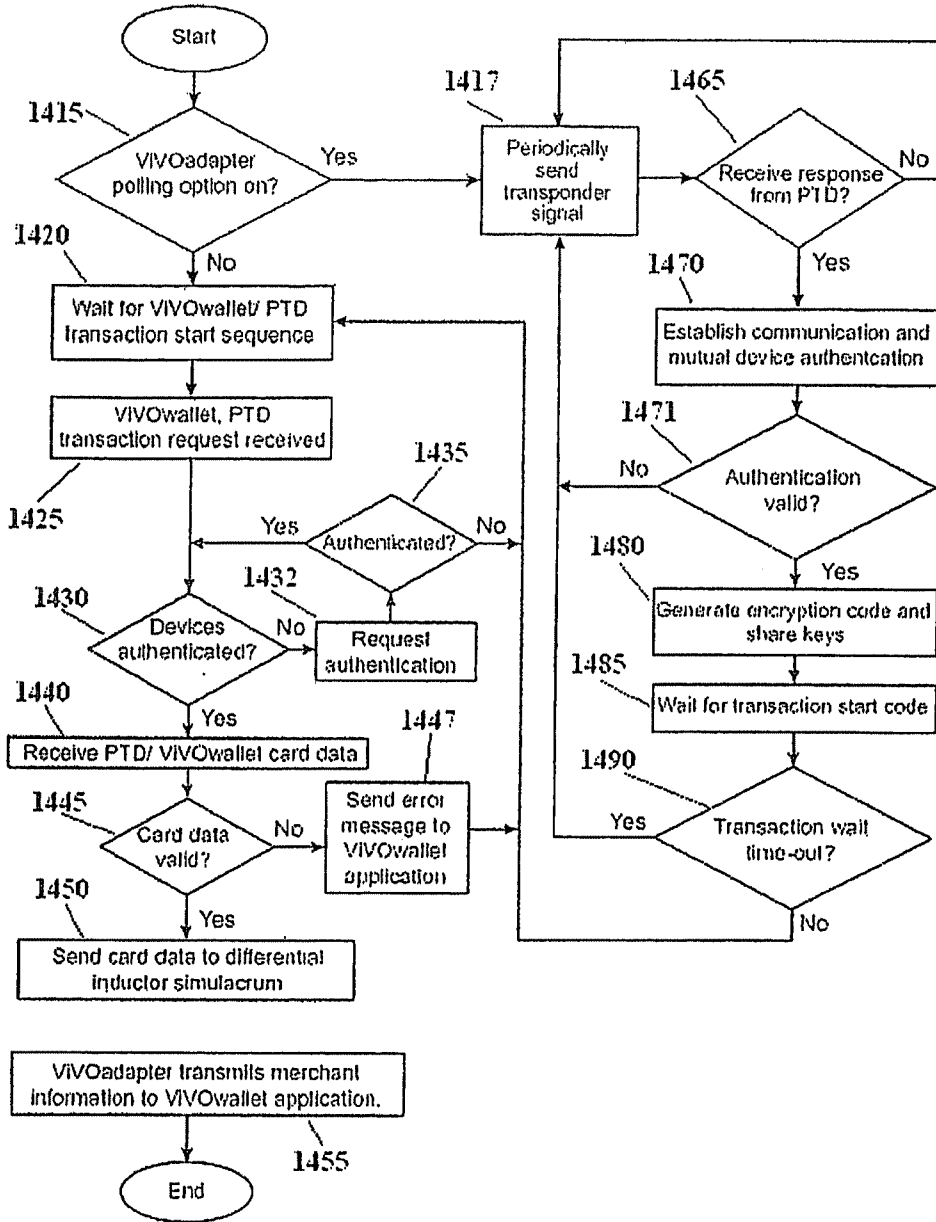 Start
1415
ViVOadapter
polling option on?
Yes
No
1417
Periodically
send
transponder
signal
1465
Receive response
from PTD?
No
Yes
1420
Wait for ViVOwallet/ PTD
transaction start sequence
1470
Establish communication and
mutual device authentcation
ViVOwallet, PTD
transaction request received
1425
1471
Authentication
valid?
No
Yes
1435
Authenticated?
Yes
No
1430
Devices
authenticated?
No
Yes
1432
Request
authentication
1480
Generate encryption code and
share keys
1485
Wait for transaction start code
1440
Receive PTD/ ViVOwallet card data
1445
Card data
valid?
No
Yes
1447
Send error
message to
ViVOwallet
application
1490
Transaction wait
time-out?
Yes
No
1450
Send card data to differential
inductor simulacrum
ViVOadapter transmits merchant
information to ViVOwallet application.
1455
End